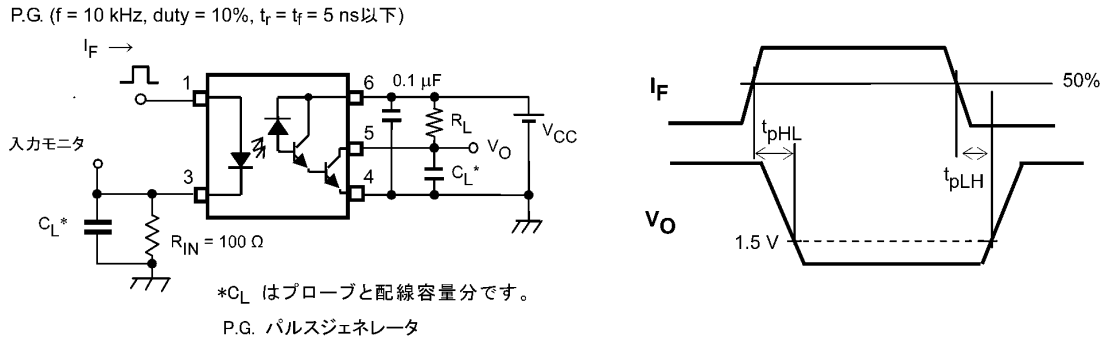 P.G. (f = 10 kHz, duty = 10%, tr = tf = 5 ns以下)
IF →
1
6
0.1 μF
RL
VCC
5
VO
入力モニタ
3
4
CL*
CL*
RIN = 100 Ω
*CL はプローブと配線容量分です。
P.G. パルスジェネレータ
IF
50%
tpHL
tpLH
VO
1.5 V